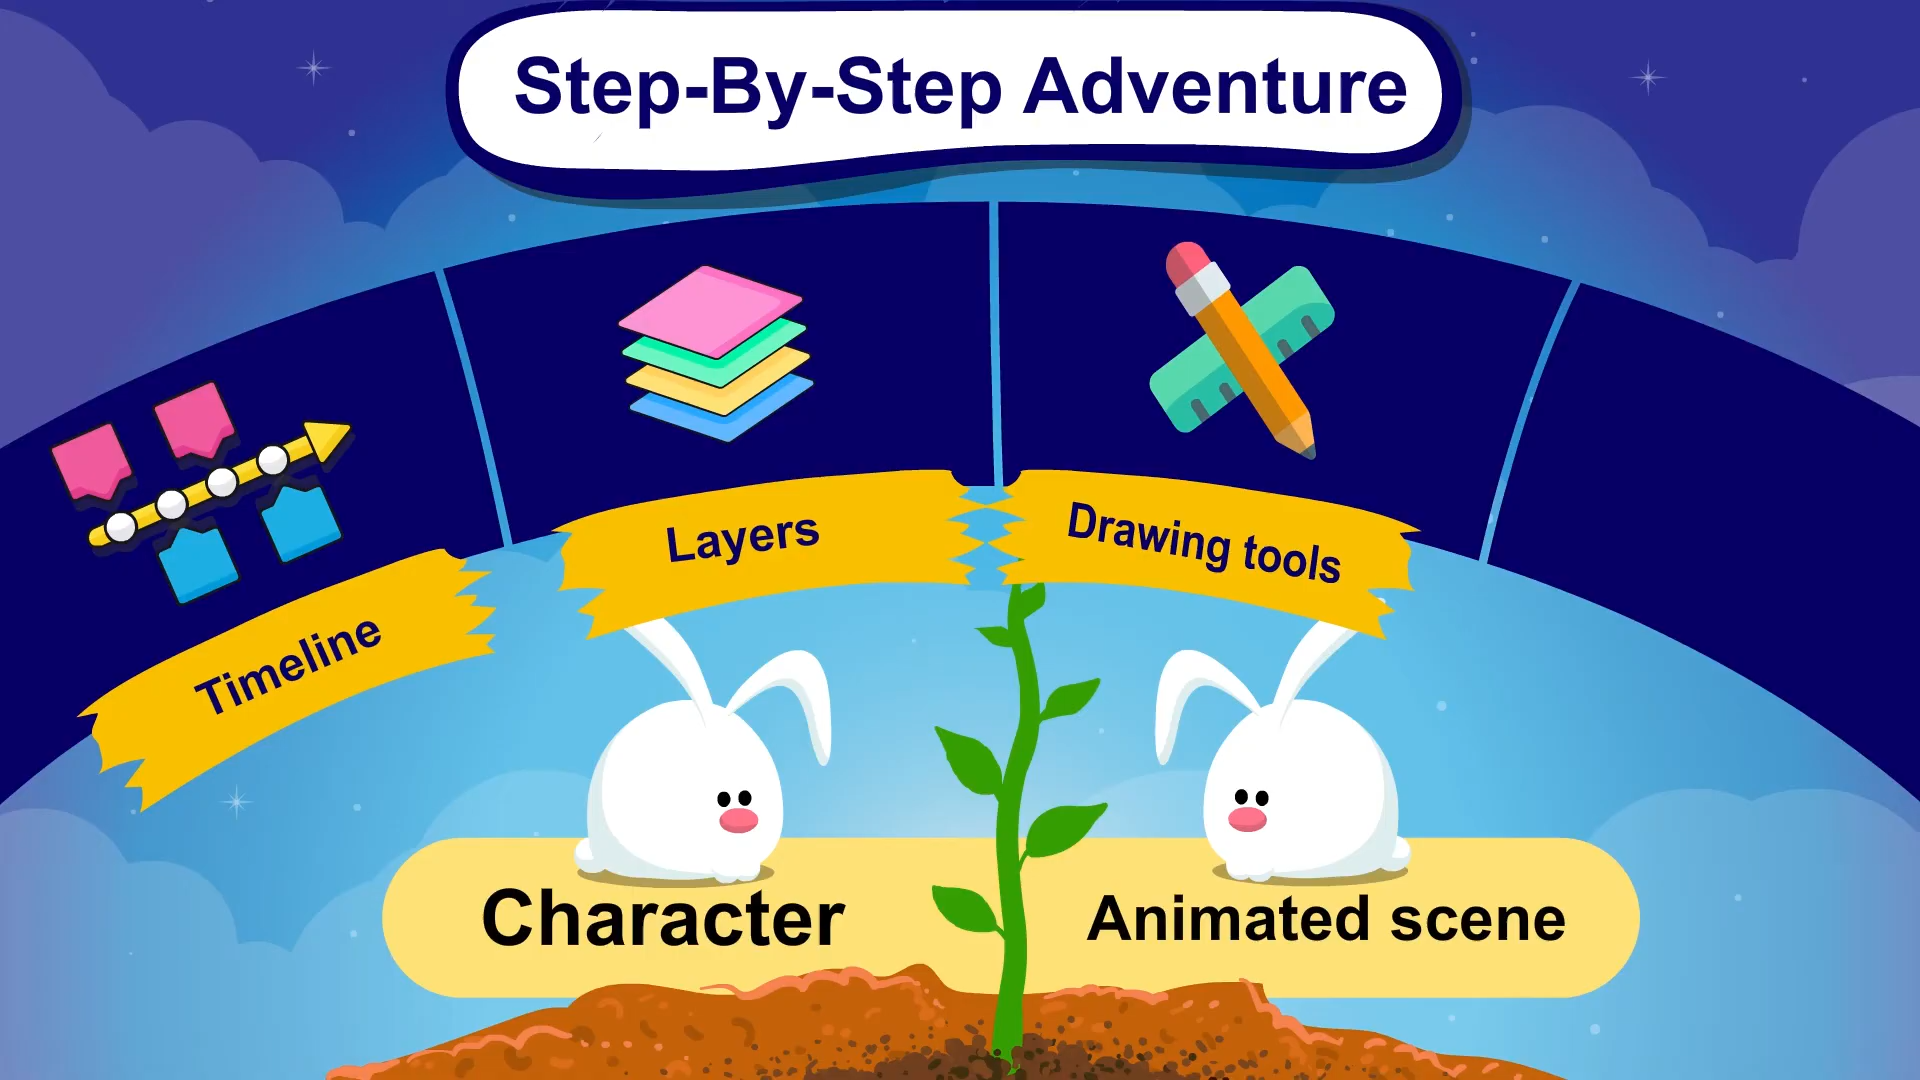 Step-By-Step Adventure
Timeline
Layers
Drawing tools
Character
Animated scene